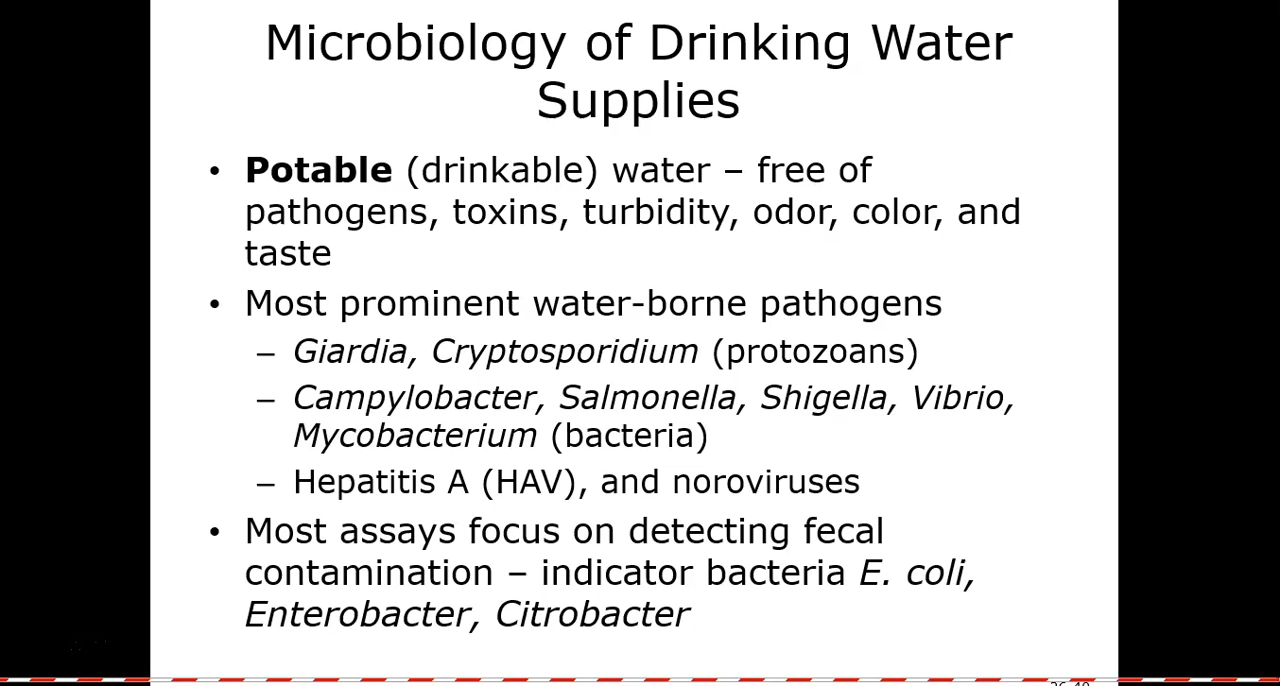 Microbiology of Drinking Water
Supplies
• Potable (drinkable) water – free of
pathogens, toxins, turbidity, odor, color, and
taste
• Most prominent water-borne pathogens
– Giardia, Cryptosporidium (protozoans)
– Campylobacter, Salmonella, Shigella, Vibrio,
Mycobacterium (bacteria)
– Hepatitis A (HAV), and noroviruses
• Most assays focus on detecting fecal
contamination – indicator bacteria E. coli,
Enterobacter, Citrobacter